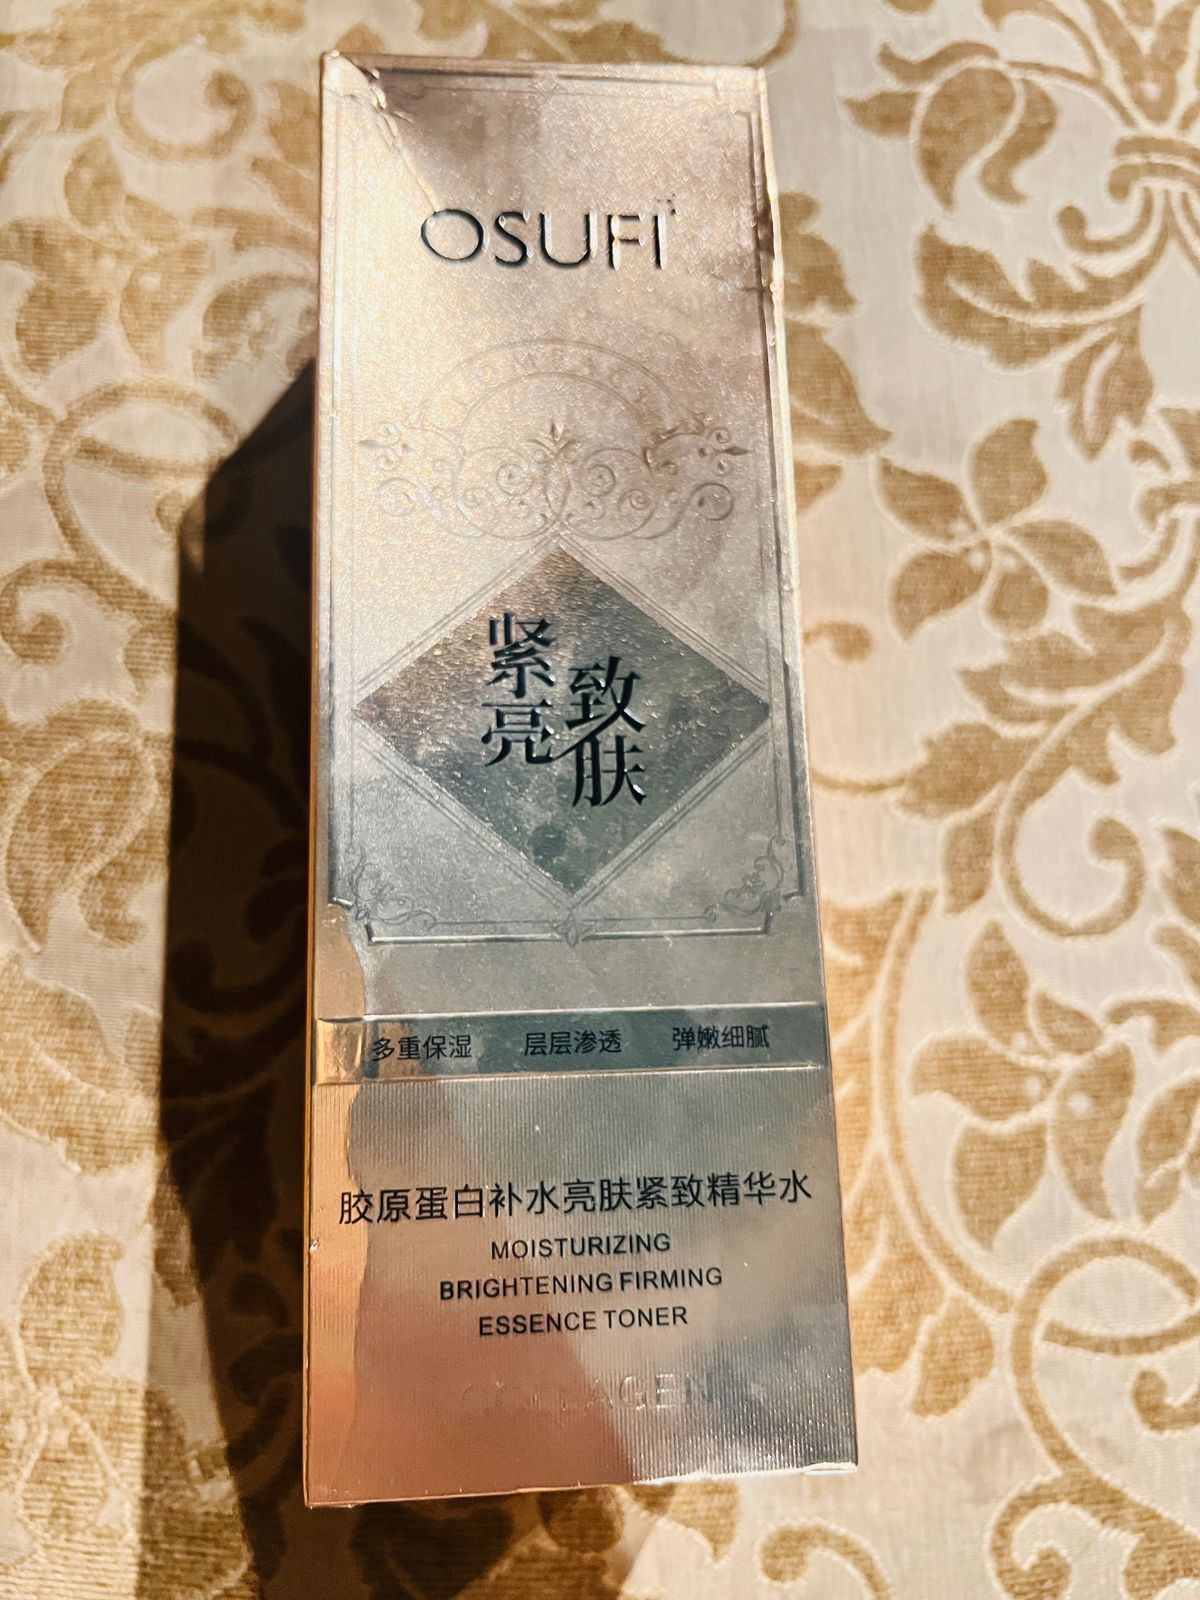 OSUFI
紧致
亮肤
多重保湿 层层渗透 弹嫩细腻
胶原蛋白补水亮肤紧致精华水
MOISTURIZING
BRIGHTENING FIRMING
ESSENCE TONER
COLLAGEN